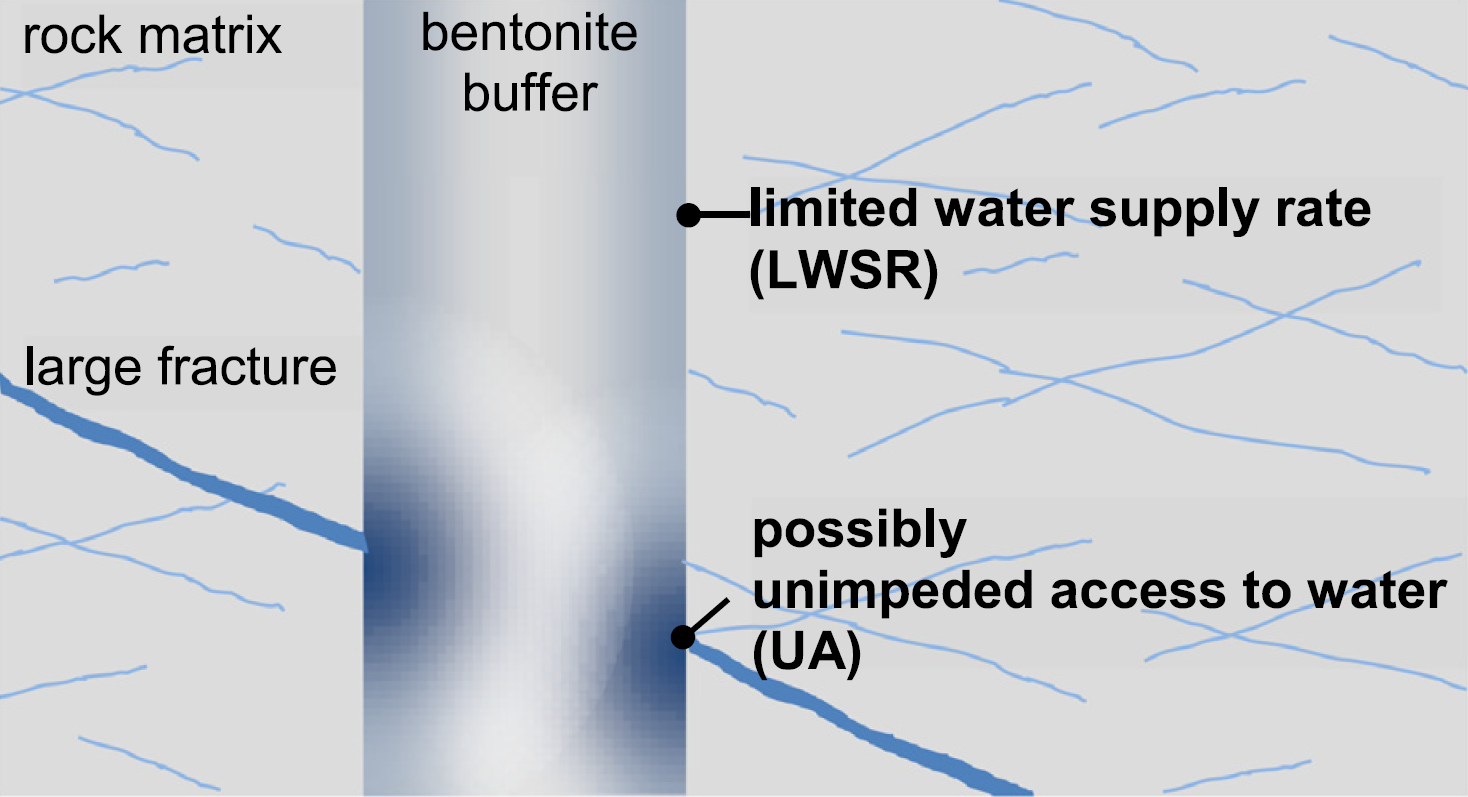 rock matrix
bentonite
buffer
limited water supply rate
(LWSR)
large fracture
possibly
unimpeded access to water
(UA)